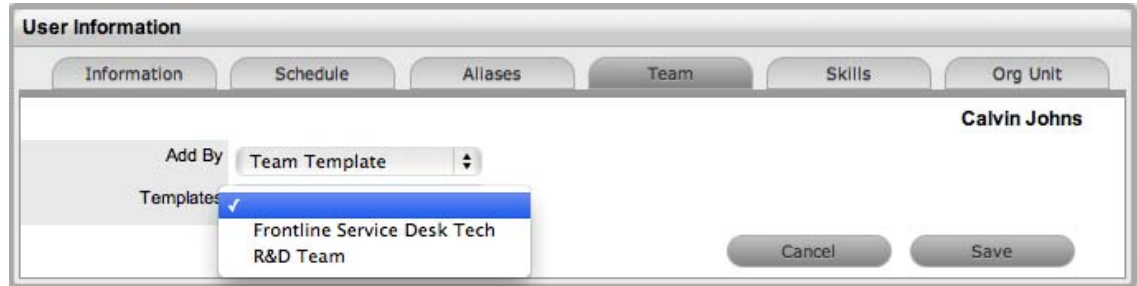 User Information
Information Schedule Aliases Team Skills Org Unit
Calvin Johns
Add By Team Template
Templates
Frontline Service Desk Tech
R&D Team
Cancel Save